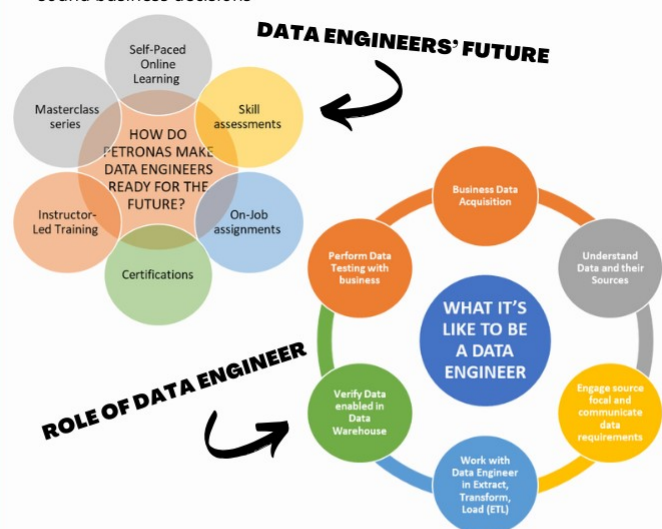 sound business decisions
DATA ENGINEERS' FUTURE
Self-Paced
Online
Learning
Masterclass
series
Skill
assessments
HOW DO
PETRONAS MAKE
DATA ENGINEERS
READY FOR THE
FUTURE?
Instructor-
Led Training
On-Job
assignments
Certifications
Business Data
Acquisition
Perform Data
Testing with
business
Understand
Data and their
Sources
WHAT IT'S
LIKE TO BE
A DATA
ENGINEER
ROLE OF DATA ENGINEER
Verify Data
enabled in
Data
Warehouse
Engage source
focal and
communicate
data
requirements
Work with
Data Engineer
in Extract,
Transform,
Load (ETL)